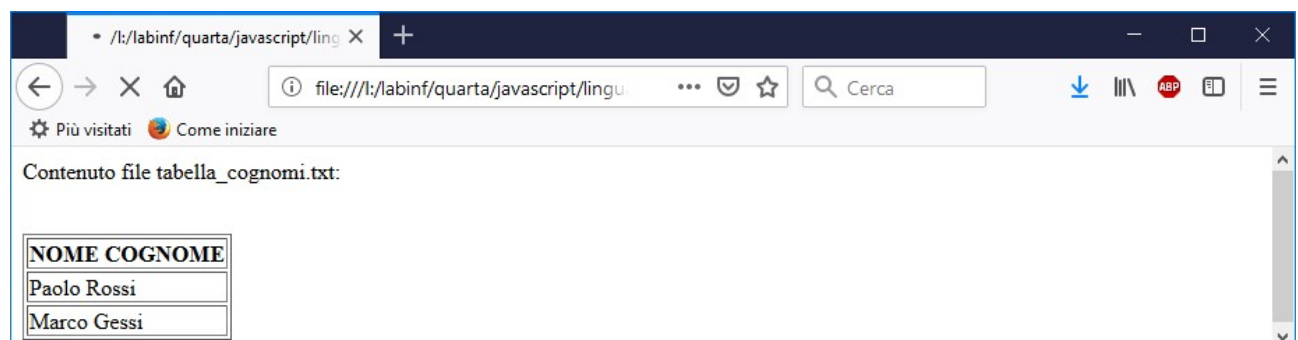 /I:/labinf/quarta/javascript/ling
file:///I:/labinf/quarta/javascript/lingu
Cerca
ABP
Più visitati
Come iniziare
Contenuto file tabella_cognomi.txt:
NOME COGNOME
Paolo Rossi
Marco Gessi